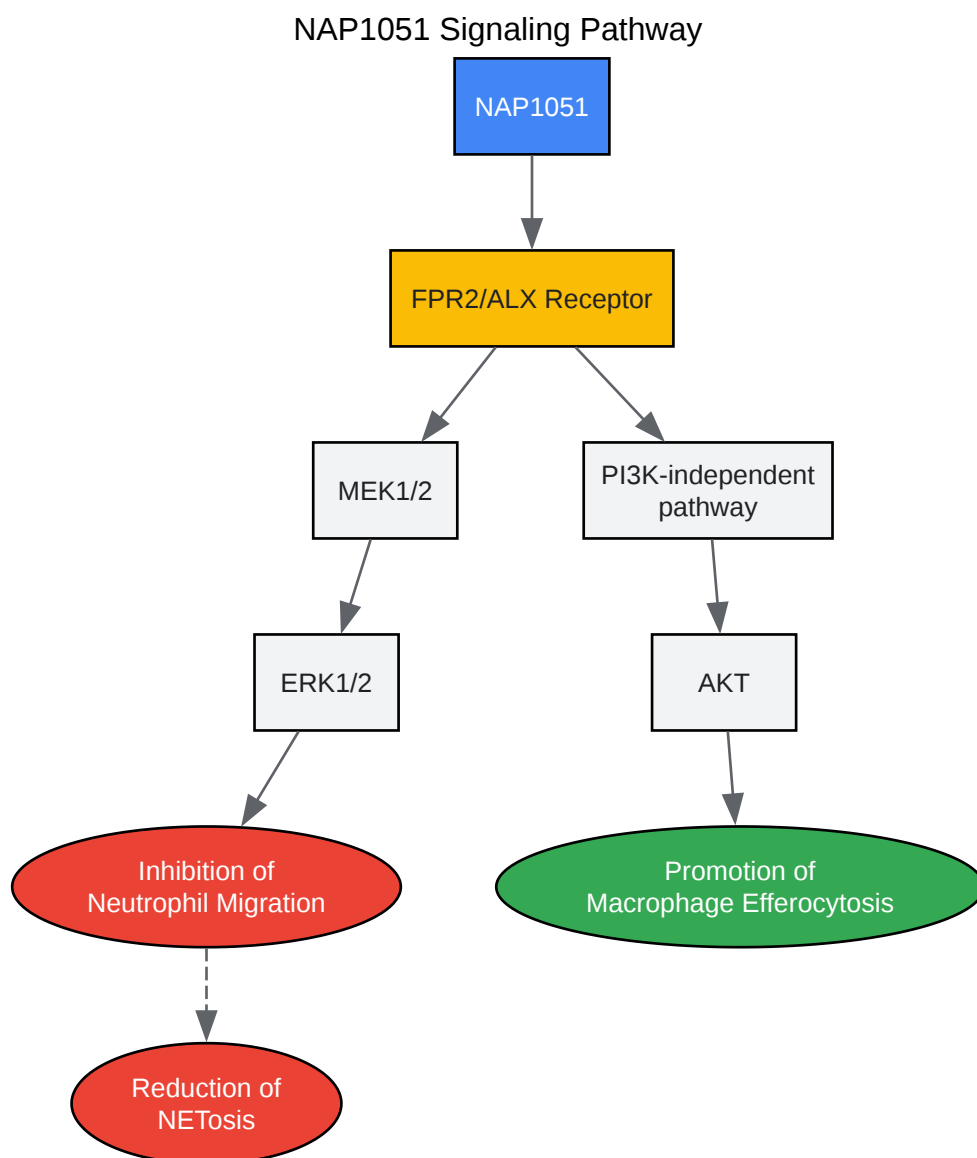 NAP1051 Signaling Pathway
NAP1051
FPR2/ALX Receptor
MEK1/2
PI3K-independent
pathway
ERK1/2
AKT
Inhibition of
Neutrophil Migration
Promotion of
Macrophage Efferocytosis
Reduction of
NETosis